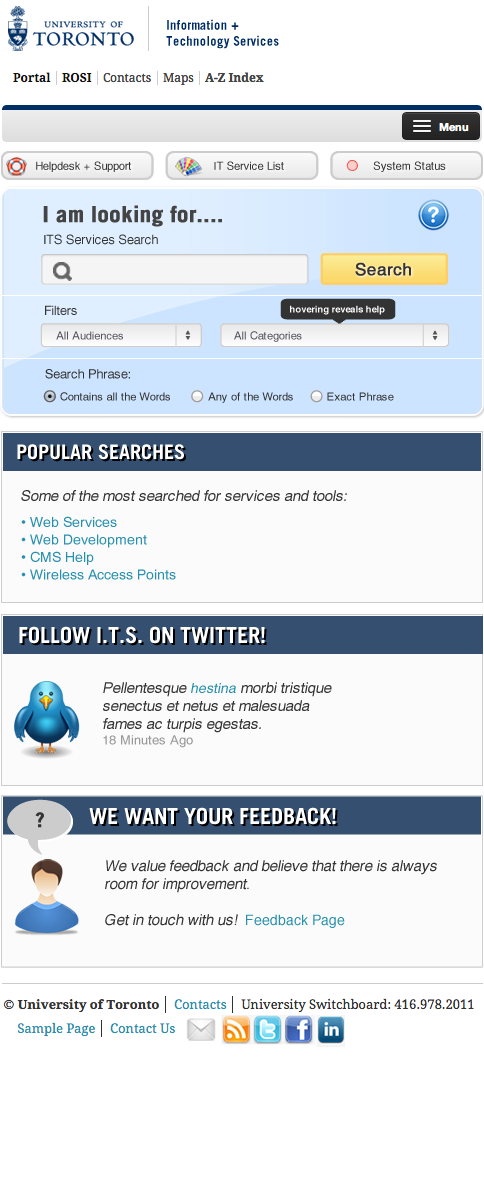 UNIVERSITY OF
TORONTO
Information +
Technology Services
Portal ROSI Contacts Maps A-Z Index
Menu
Helpdesk + Support IT Service List System Status
I am looking for....
?
ITS Services Search
Search
Filters
hovering reveals help
All Audiences All Categories
Search Phrase:
Contains all the Words Any of the Words Exact Phrase
POPULAR SEARCHES
Some of the most searched for services and tools:
• Web Services
• Web Development
• CMS Help
• Wireless Access Points
FOLLOW I.T.S. ON TWITTER!
Pellentesque hestina morbi tristique
senectus et netus et malesuada
fames ac turpis egestas.
18 Minutes Ago
?
WE WANT YOUR FEEDBACK!
We value feedback and believe that there is always
room for improvement.
Get in touch with us! Feedback Page
© University of Toronto Contacts University Switchboard: 416.978.2011
Sample Page Contact Us t f in